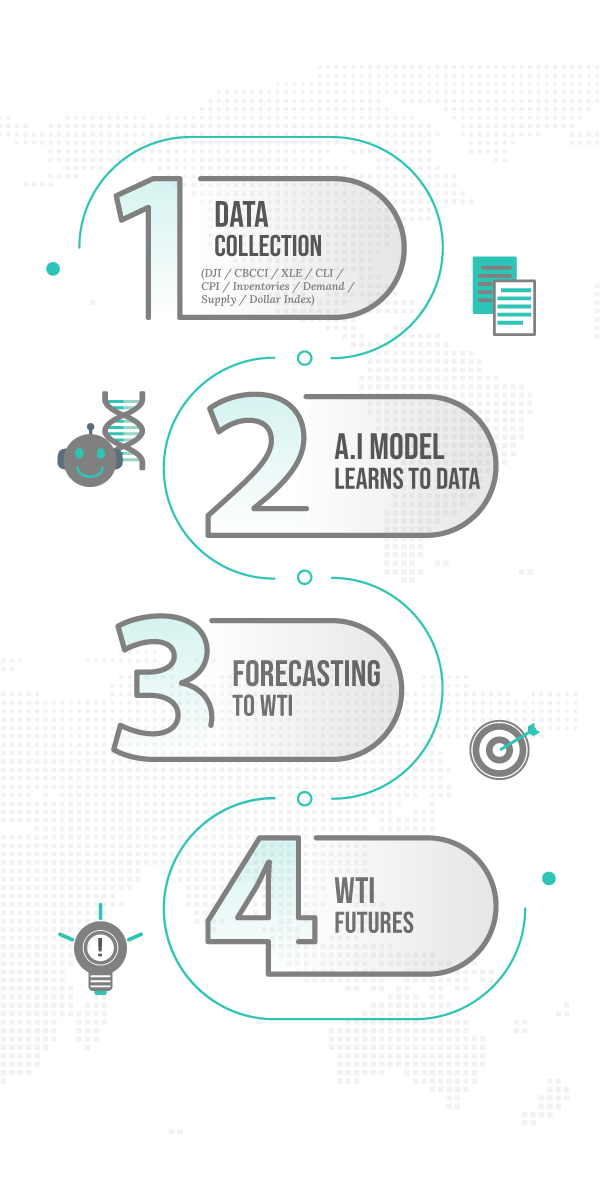 1
DATA
COLLECTION
(DJI / CBCCI / XLE / CLI /
CPI / Inventories / Demand /
Supply / Dollar Index)
2
A.I MODEL
LEARNS TO DATA
3
FORECASTING
TO WTI
!
4
WTI
FUTURES